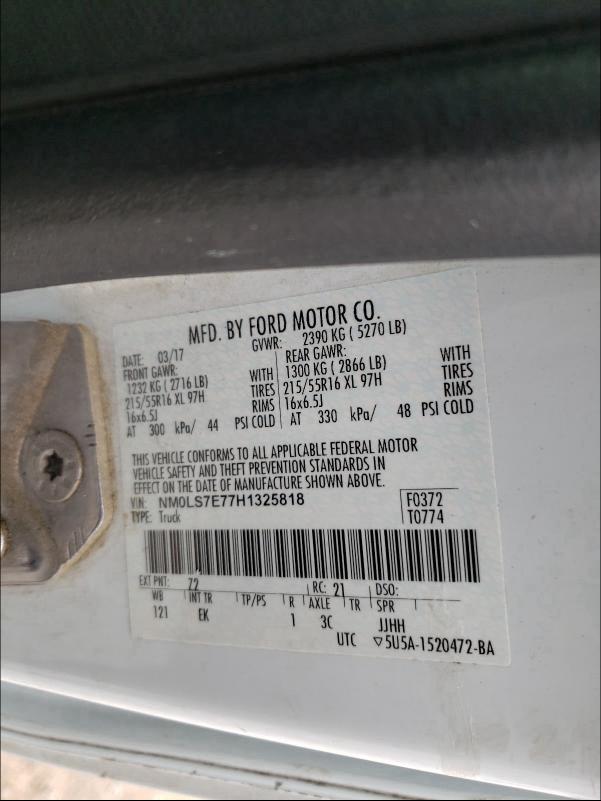 MFD. BY FORD MOTOR CO.
DATE: 03/17 GVWR: 2390 KG ( 5270 LB)
FRONT GAWR: REAR GAWR:
1232 KG ( 2716 LB) WITH 1300 KG ( 2866 LB) WITH
215/55R16 XL 97H TIRES 215/55R16 XL 97H TIRES
16x6.5J RIMS 16x6.5J RIMS
AT 300 kPa/ 44 PSI COLD AT 330 kPa/ 48 PSI COLD
THIS VEHICLE CONFORMS TO ALL APPLICABLE FEDERAL MOTOR
VEHICLE SAFETY AND THEFT PREVENTION STANDARDS IN
EFFECT ON THE DATE OF MANUFACTURE SHOWN ABOVE.
VIN: NM0LS7E77H1325818 F0372
TYPE: Truck T0774
EXT PNT: Z2 RC: 21 DSO:
WB INT TR TP/PS R AXLE TR SPR
121 EK 1 3C JJHH
UTC ▽5U5A-1520472-BA